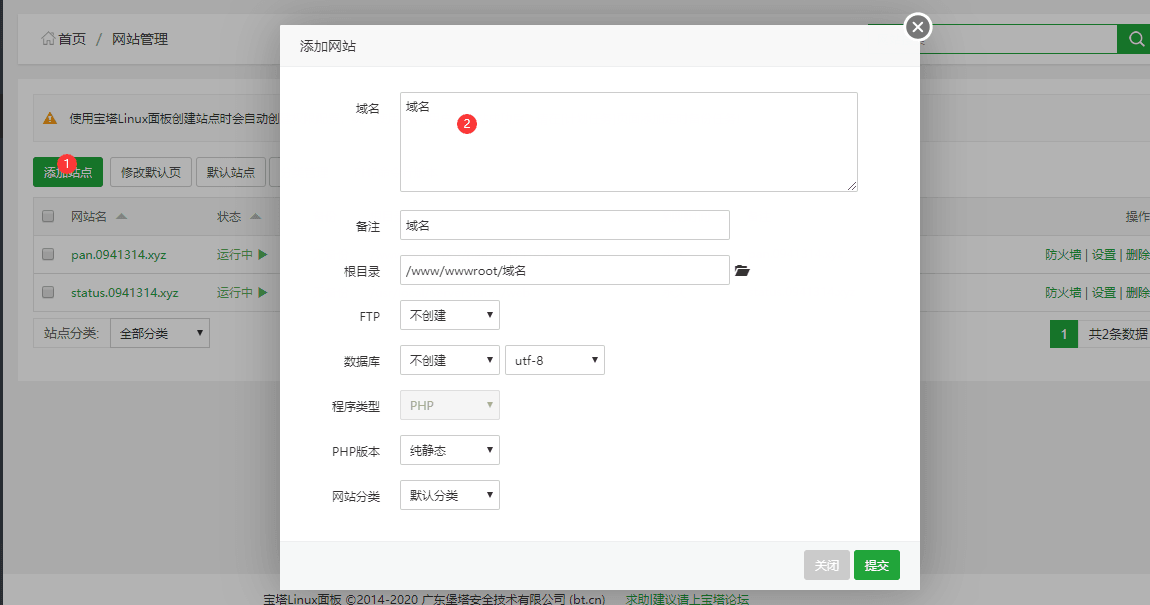 首页 / 网站管理
添加网站
使用宝塔Linux面板创建站点时会自动创
域名
域名
2
1
添加站点
修改默认页
默认站点
网站名
状态
操作
备注
域名
pan.0941314.xyz
运行中
防火墙 | 设置 | 删除
根目录
/www/wwwroot/域名
status.0941314.xyz
运行中
防火墙 | 设置 | 删除
FTP
不创建
站点分类:
全部分类
1
共2条数据
数据库
不创建
utf-8
程序类型
PHP
PHP版本
纯静态
网站分类
默认分类
关闭
提交
宝塔Linux面板 ©2014-2020 广东堡塔安全技术有限公司 (bt.cn)
求助|建议请上宝塔论坛